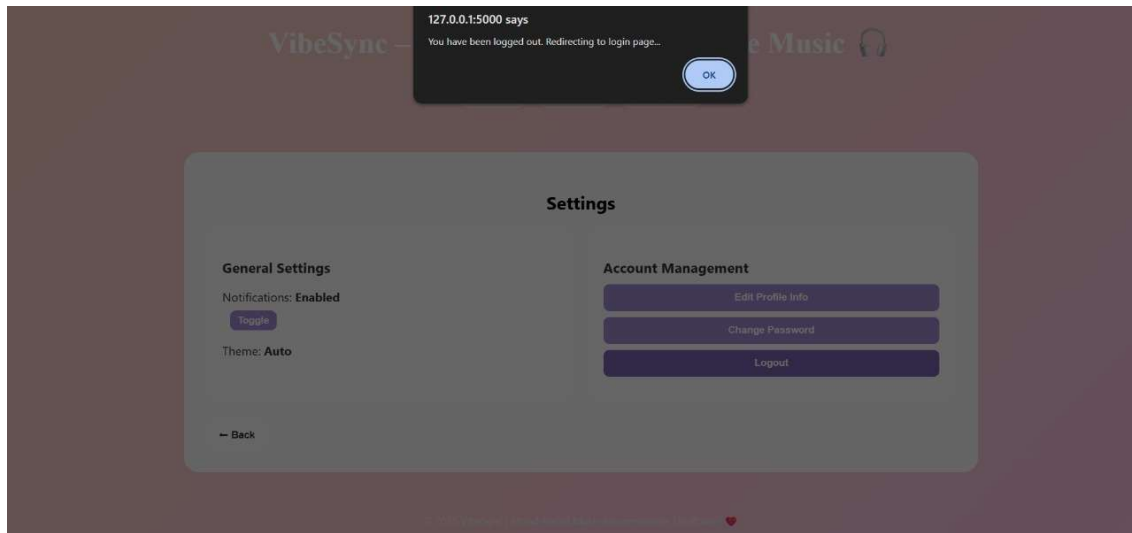 127.0.0.1:5000 says
You have been logged out. Redirecting to login page...
OK
VibeSync – e Music 🎧
Settings
General Settings
Notifications: Enabled
Toggle
Theme: Auto
Account Management
Edit Profile Info
Change Password
Logout
← Back